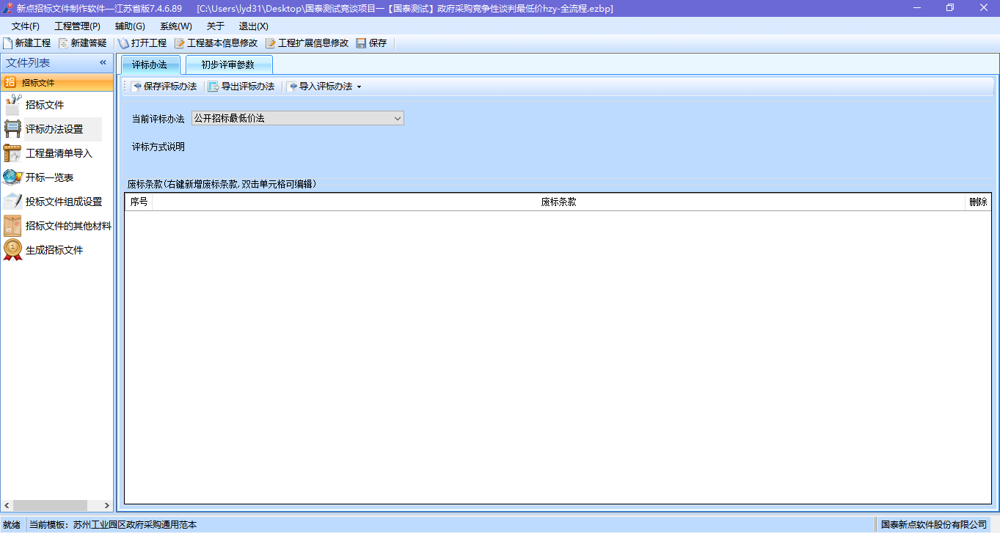 新点招标文件制作软件—江苏省版7.4.6.89 [C:\Users\lyd31\Desktop\国泰测试竞谈项目一【国泰测试】政府采购竞争性谈判最低价hzy-全流程.ezbp]
文件(F) 工程管理(P) 辅助(G) 系统(W) 关于 退出(X)
新建工程 新建答疑 打开工程 工程基本信息修改 工程扩展信息修改 保存
文件列表 «
招 招标文件
招标文件
评标办法设置
工程量清单导入
开标一览表
投标文件组成设置
招标文件的其他材料
1
生成招标文件
评标办法 初步评审参数
保存评标办法 导出评标办法 导入评标办法
当前评标办法 公开招标最低价法
评标方式说明
废标条款(右键新增废标条款,双击单元格可编辑)
序号 废标条款 删除
就绪 当前模板：苏州工业园区政府采购通用范本 国泰新点软件股份有限公司